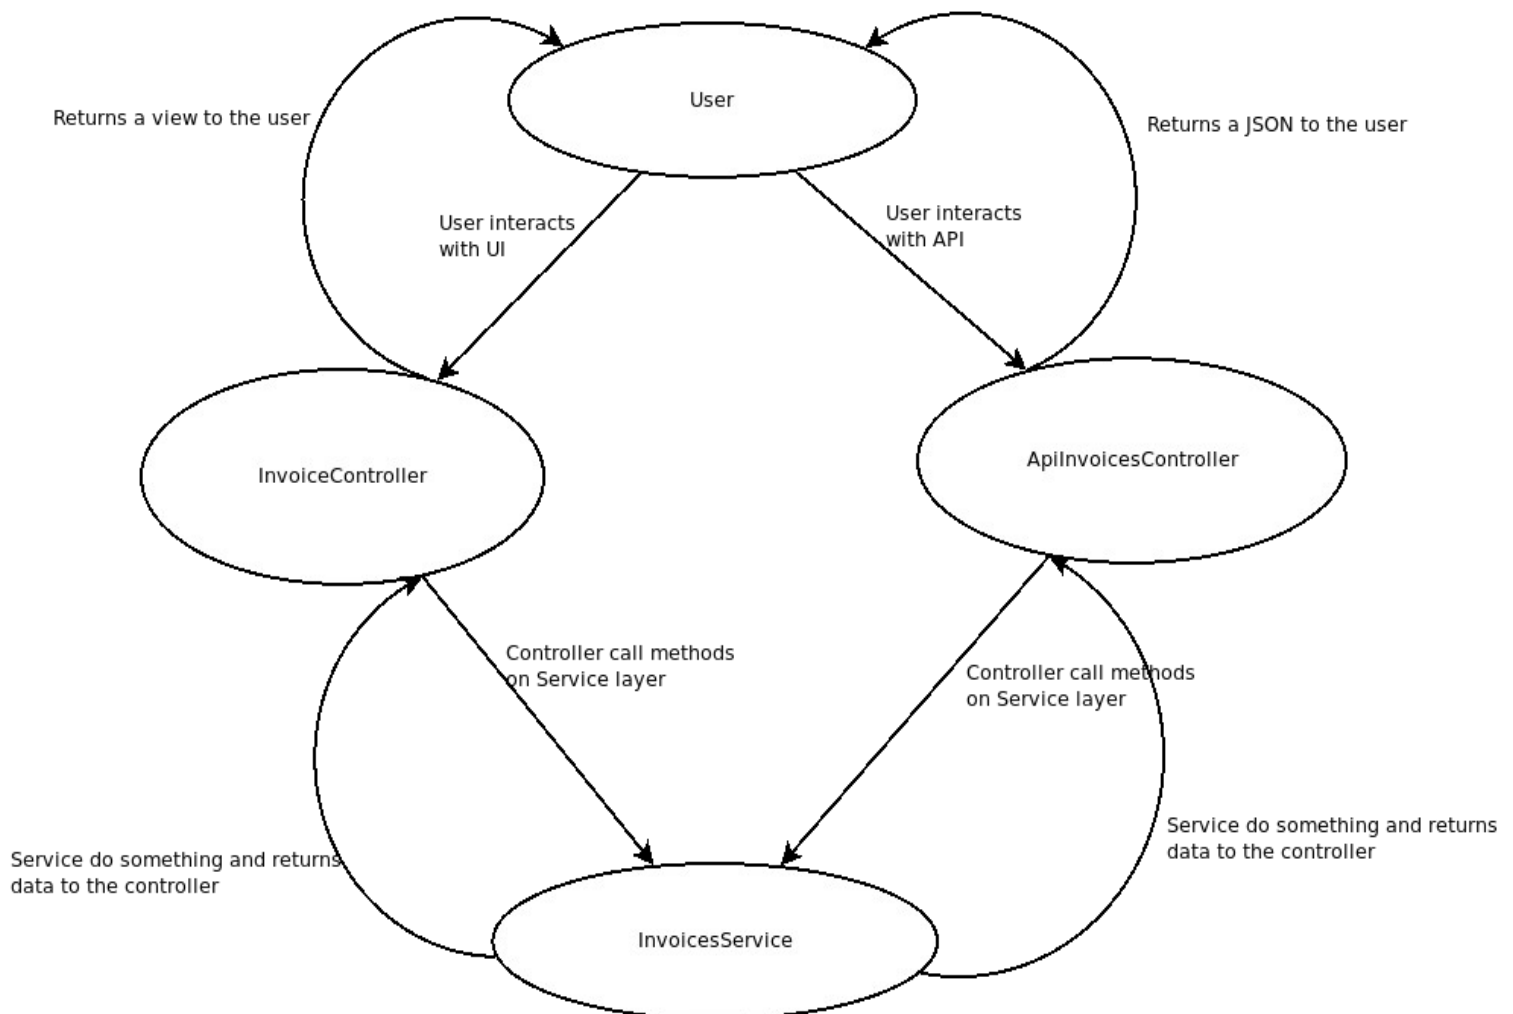 User
Returns a view to the user
Returns a JSON to the user
User interacts
with UI
User interacts
with API
InvoiceController
ApiInvoicesController
Controller call methods
on Service layer
Controller call methods
on Service layer
Service do something and returns
data to the controller
Service do something and returns
data to the controller
InvoicesService